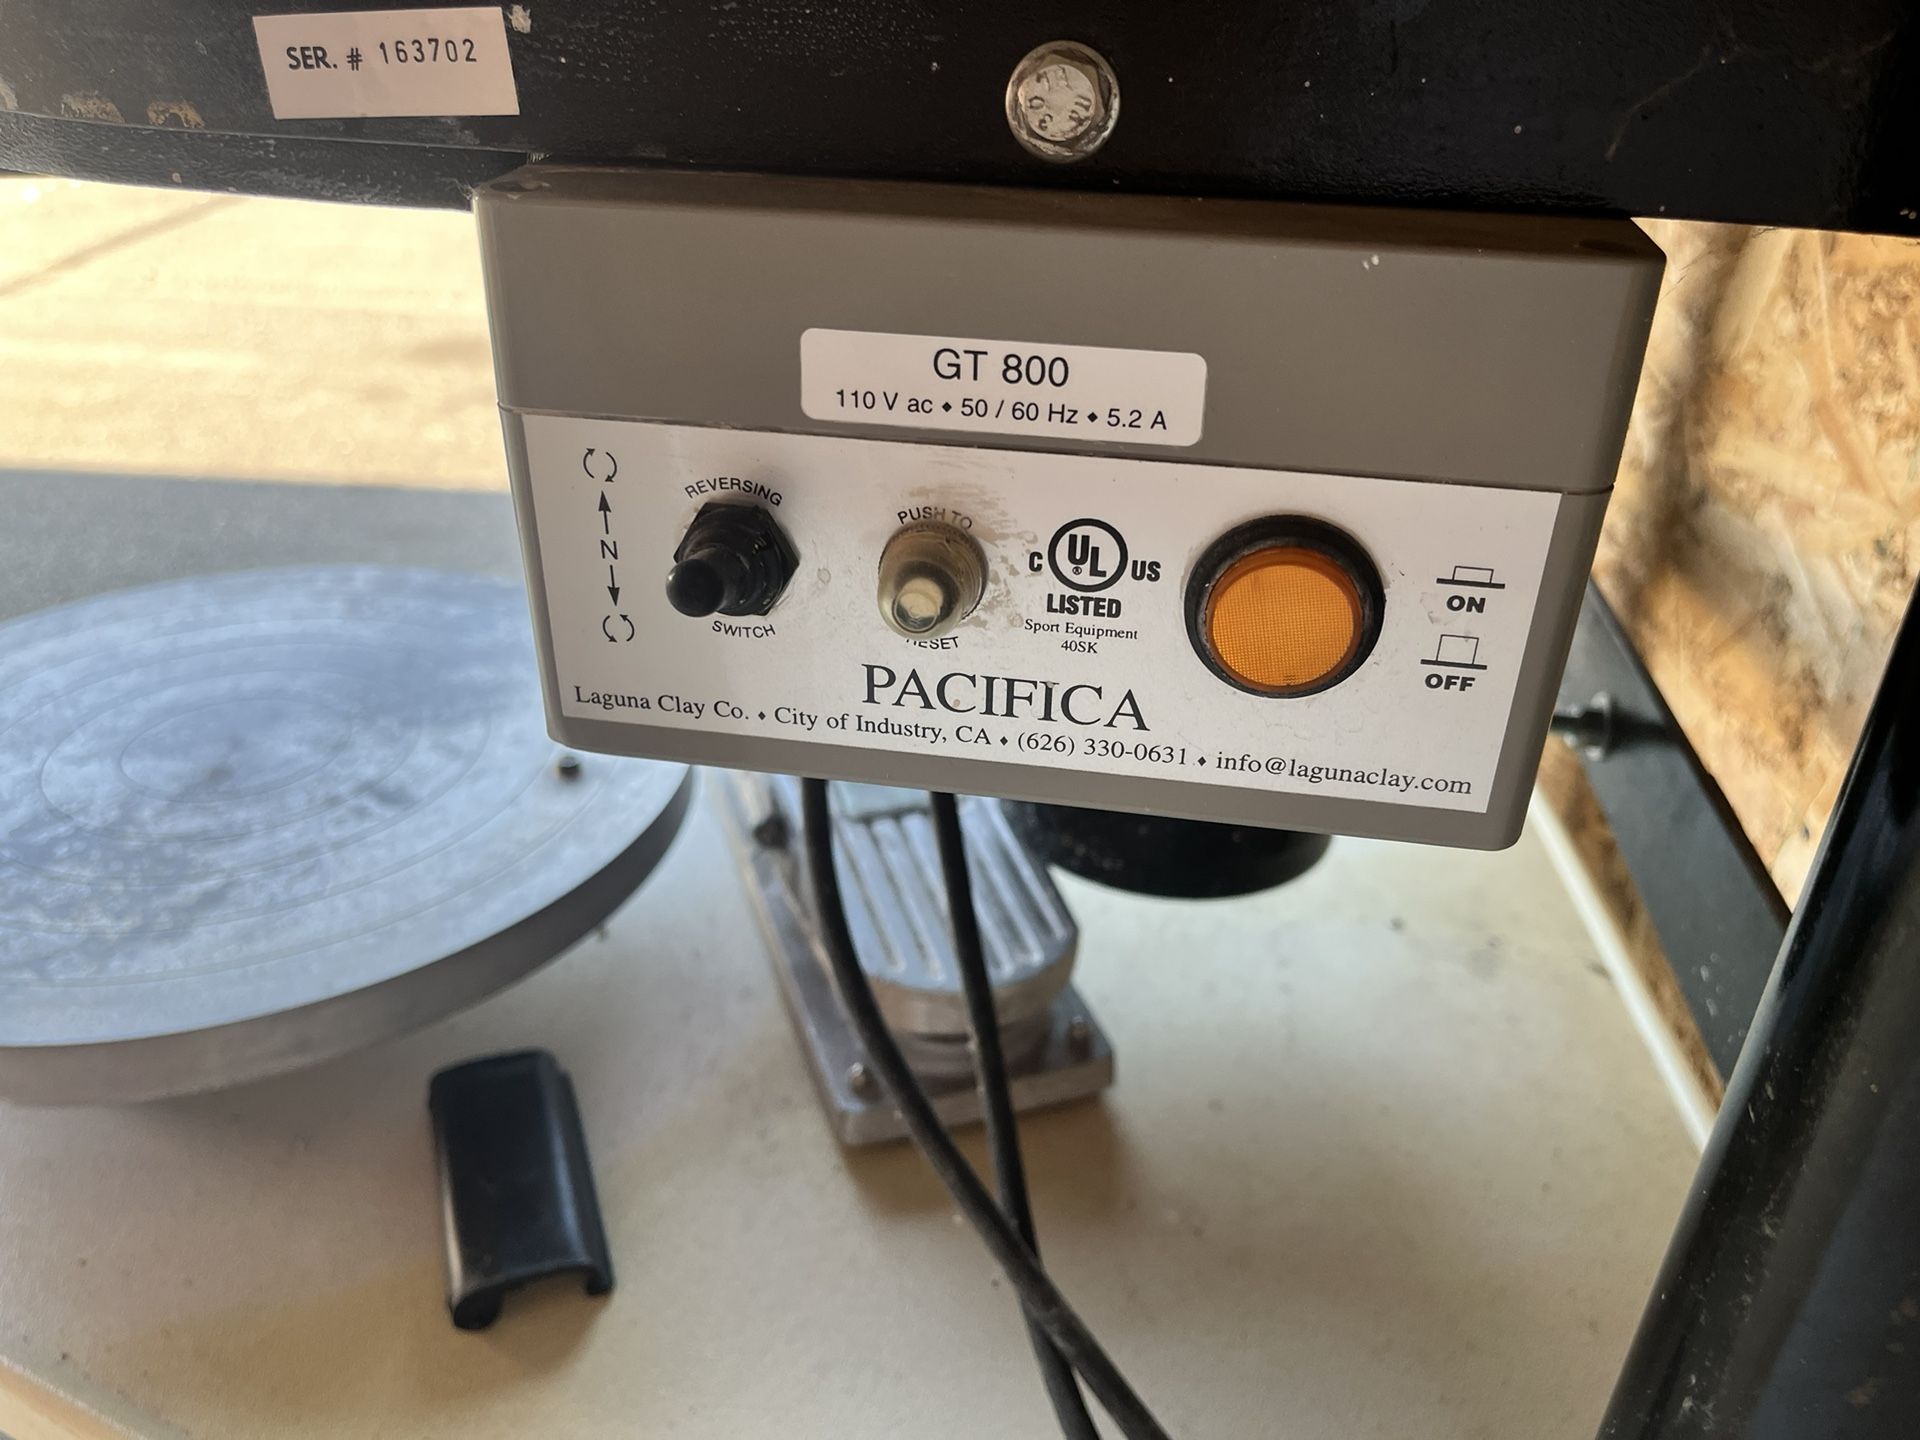 SER. # 163702
GT 800
110 V ac ⬥ 50 / 60 Hz ⬥ 5.2 A
REVERSING
SWITCH
N
PUSH TO
RESET
C UL® US
LISTED
Sport Equipment
40SK
ON
OFF
PACIFICA
Laguna Clay Co. ⬥ City of Industry, CA ⬥ (626) 330-0631 ⬥ info@lagunaclay.com